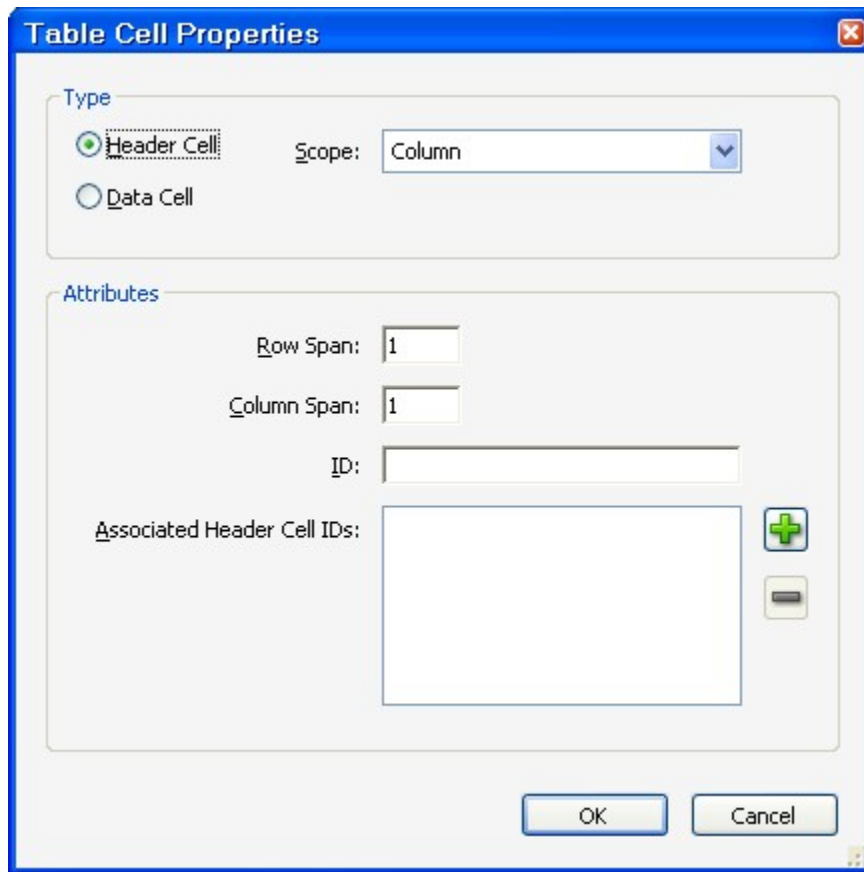 Table Cell Properties
Type
Header Cell
Scope:
Column
Data Cell
Attributes
Row Span:
1
Column Span:
1
ID:
Associated Header Cell IDs:
OK
Cancel